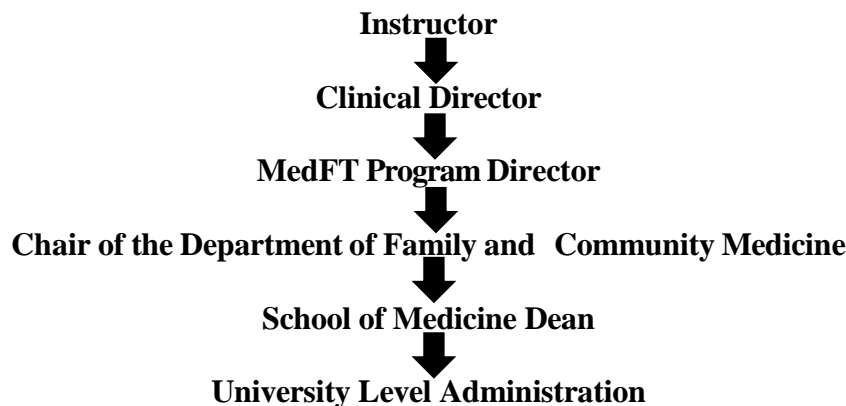 Instructor
Clinical Director
MedFT Program Director
Chair of the Department of Family and Community Medicine
School of Medicine Dean
University Level Administration